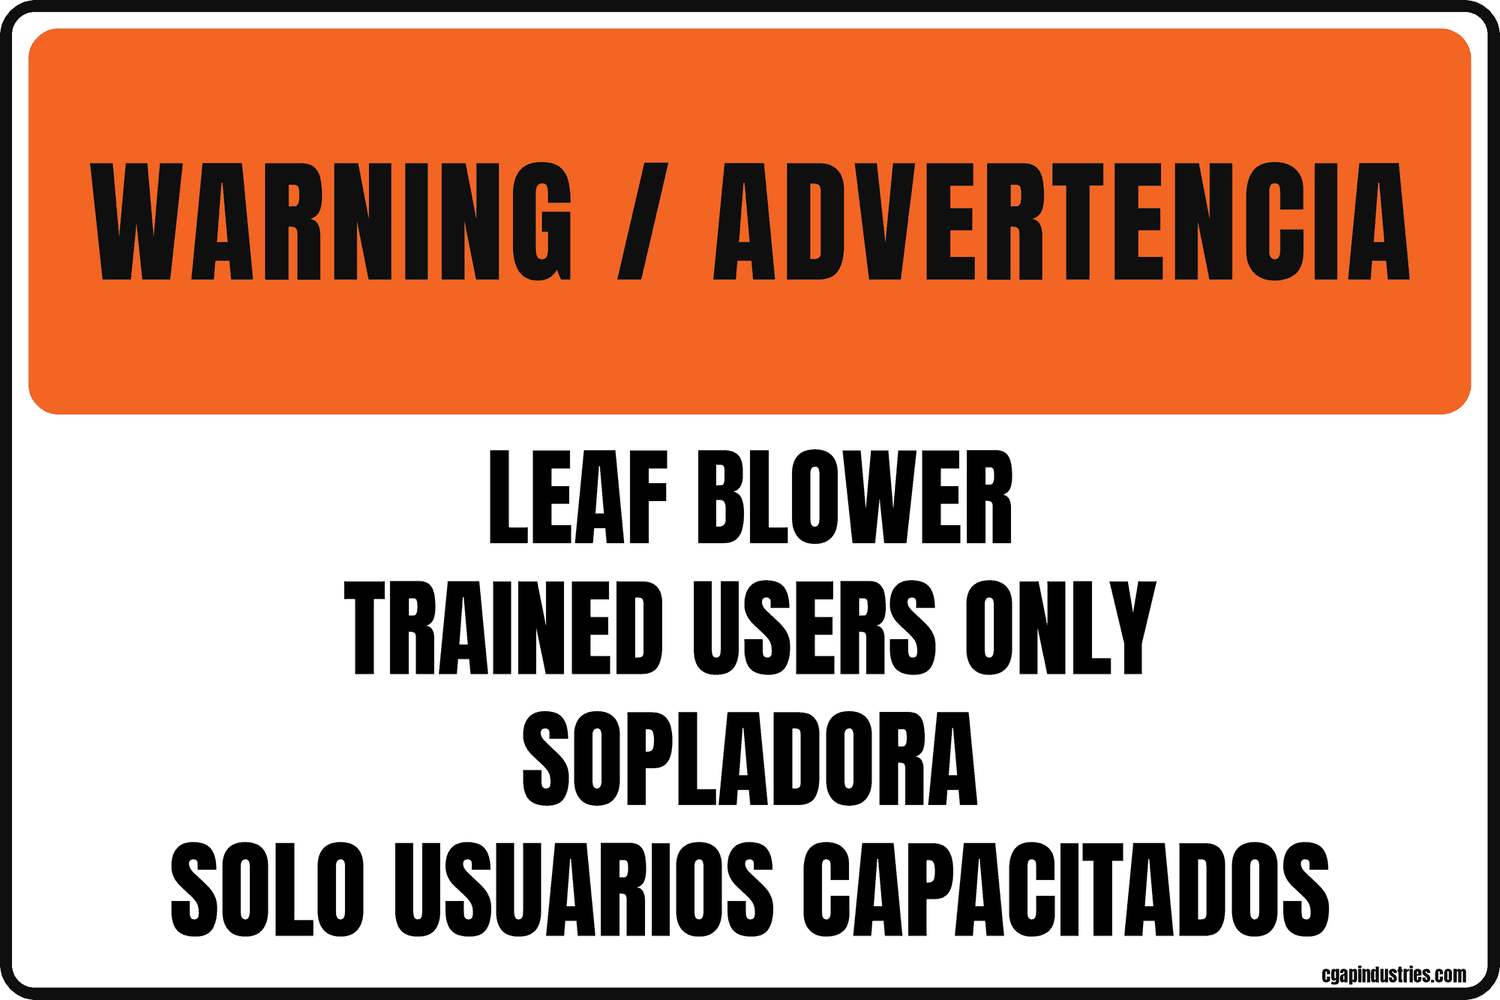 WARNING / ADVERTENCIA
LEAF BLOWER
TRAINED USERS ONLY
SOPLADORA
SOLO USUARIOS CAPACITADOS
cgapindustries.com